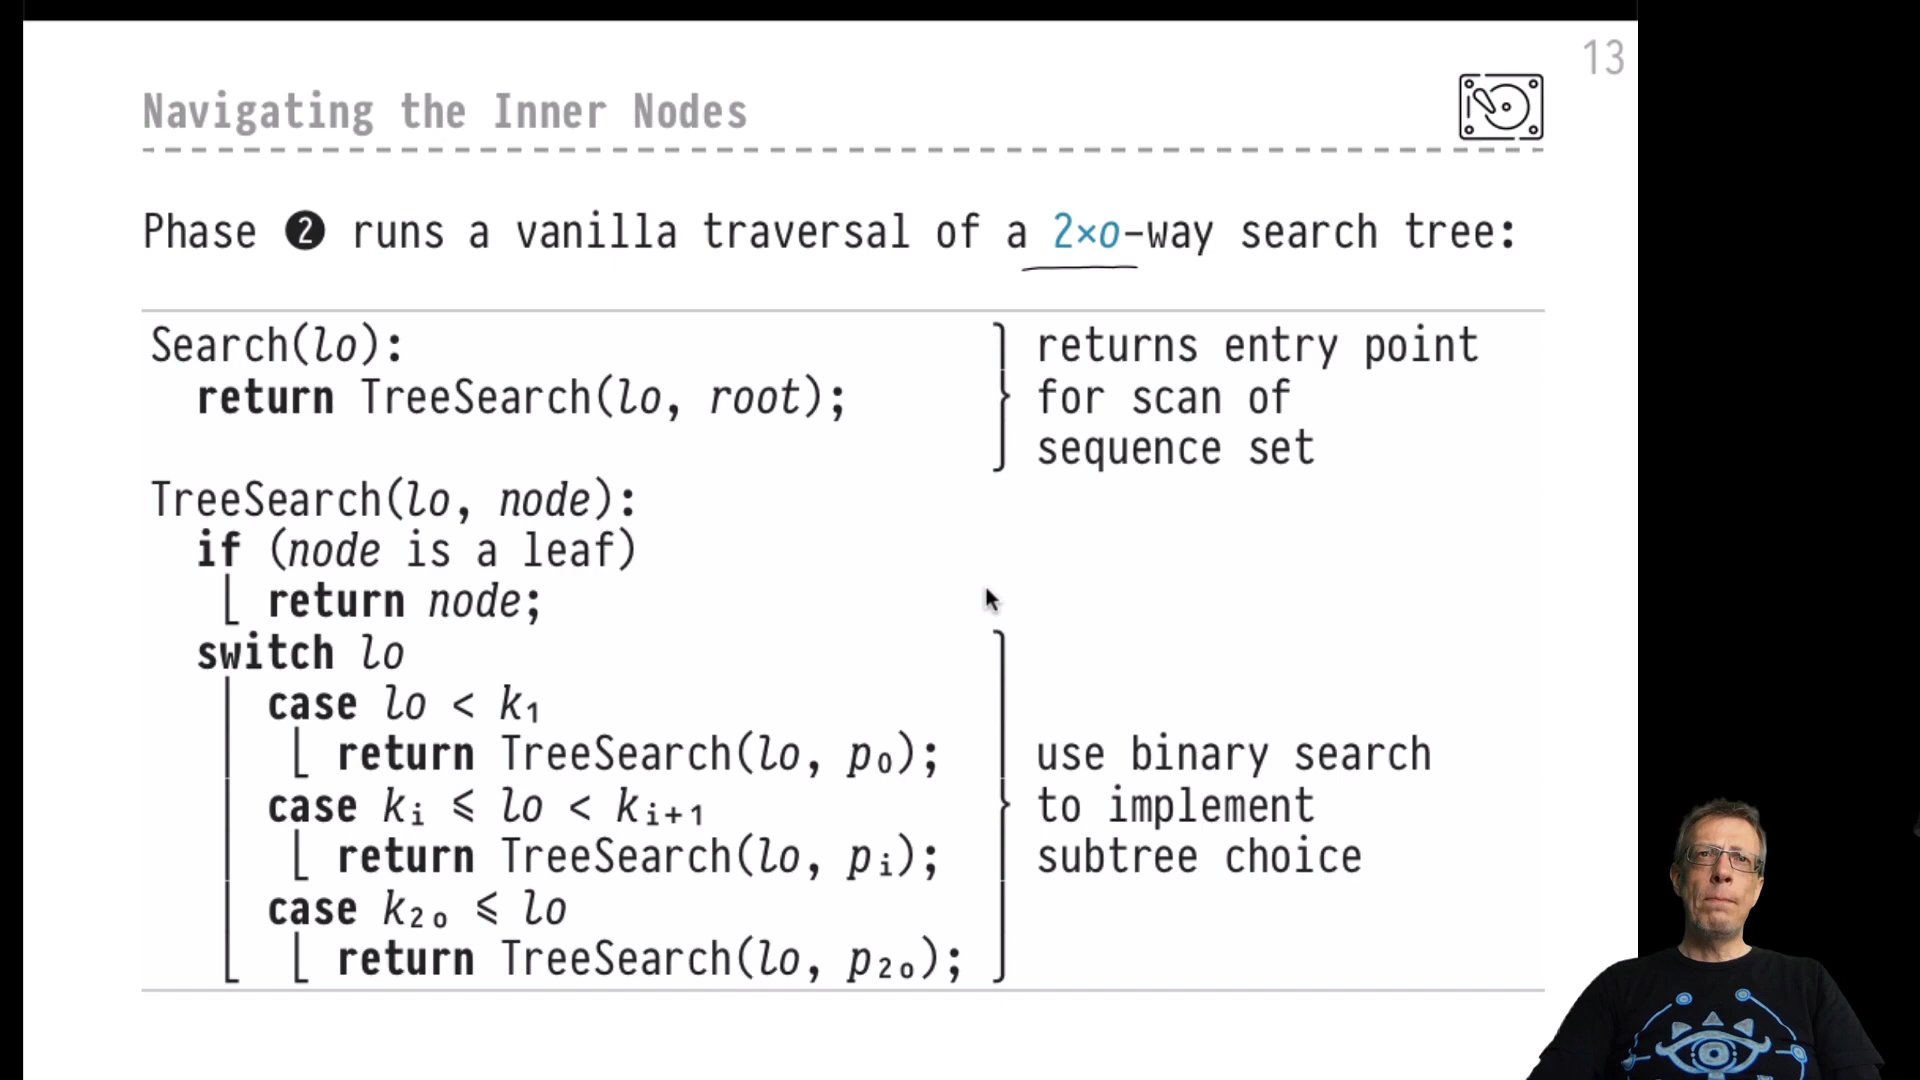 13
Navigating the Inner Nodes
Phase ❷ runs a vanilla traversal of a 2×o-way search tree:
Search(lo):
return TreeSearch(lo, root);
returns entry point
for scan of
sequence set
TreeSearch(lo, node):
if (node is a leaf)
return node;
switch lo
case lo < k₁
return TreeSearch(lo, p₀);
case kᵢ ⩽ lo < kᵢ₊₁
return TreeSearch(lo, pᵢ);
case k₂ₒ ⩽ lo
return TreeSearch(lo, p₂ₒ);
use binary search
to implement
subtree choice